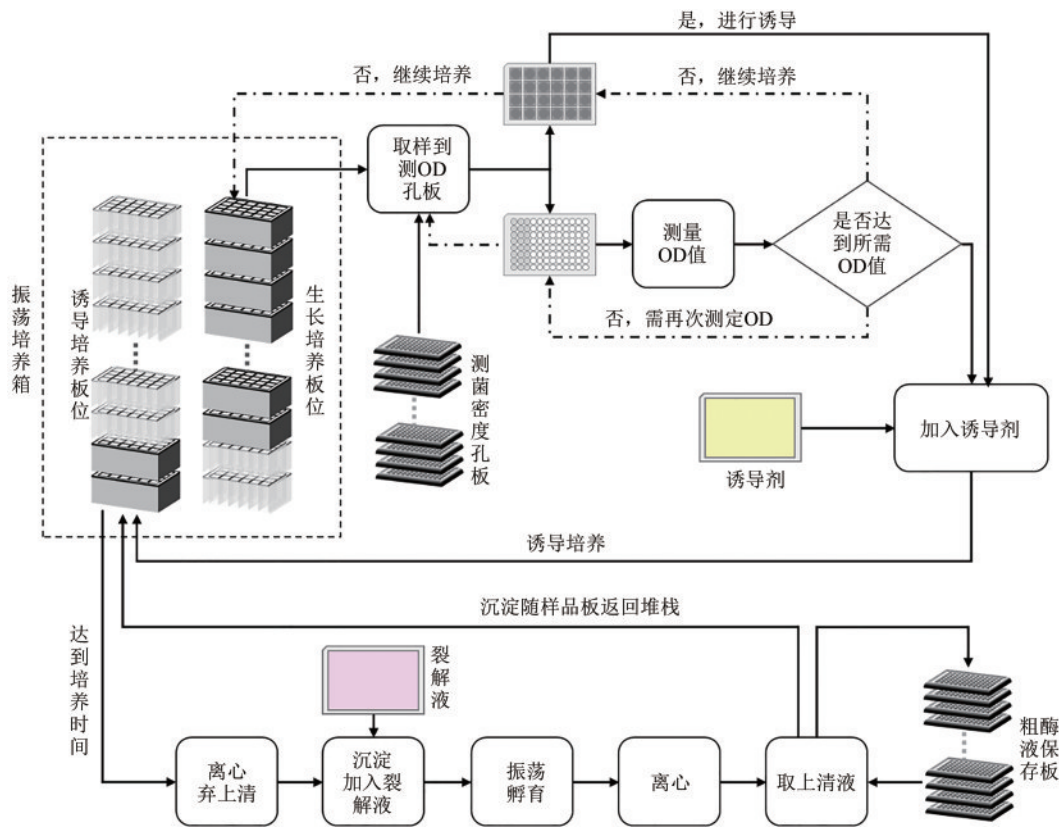 是，进行诱导
否，继续培养
否，继续培养
取样到
测OD
孔板
测量
OD值
是否达
到所需
OD值
否，需再次测定OD
振荡培养箱
诱导培养板位
生长培养板位
测菌密度孔板
诱导剂
加入诱导剂
诱导培养
沉淀随样品板返回堆栈
达到培养时间
裂解液
离心
弃上清
沉淀
加入裂
解液
振荡
孵育
离心
取上清液
粗酶
液保
存板